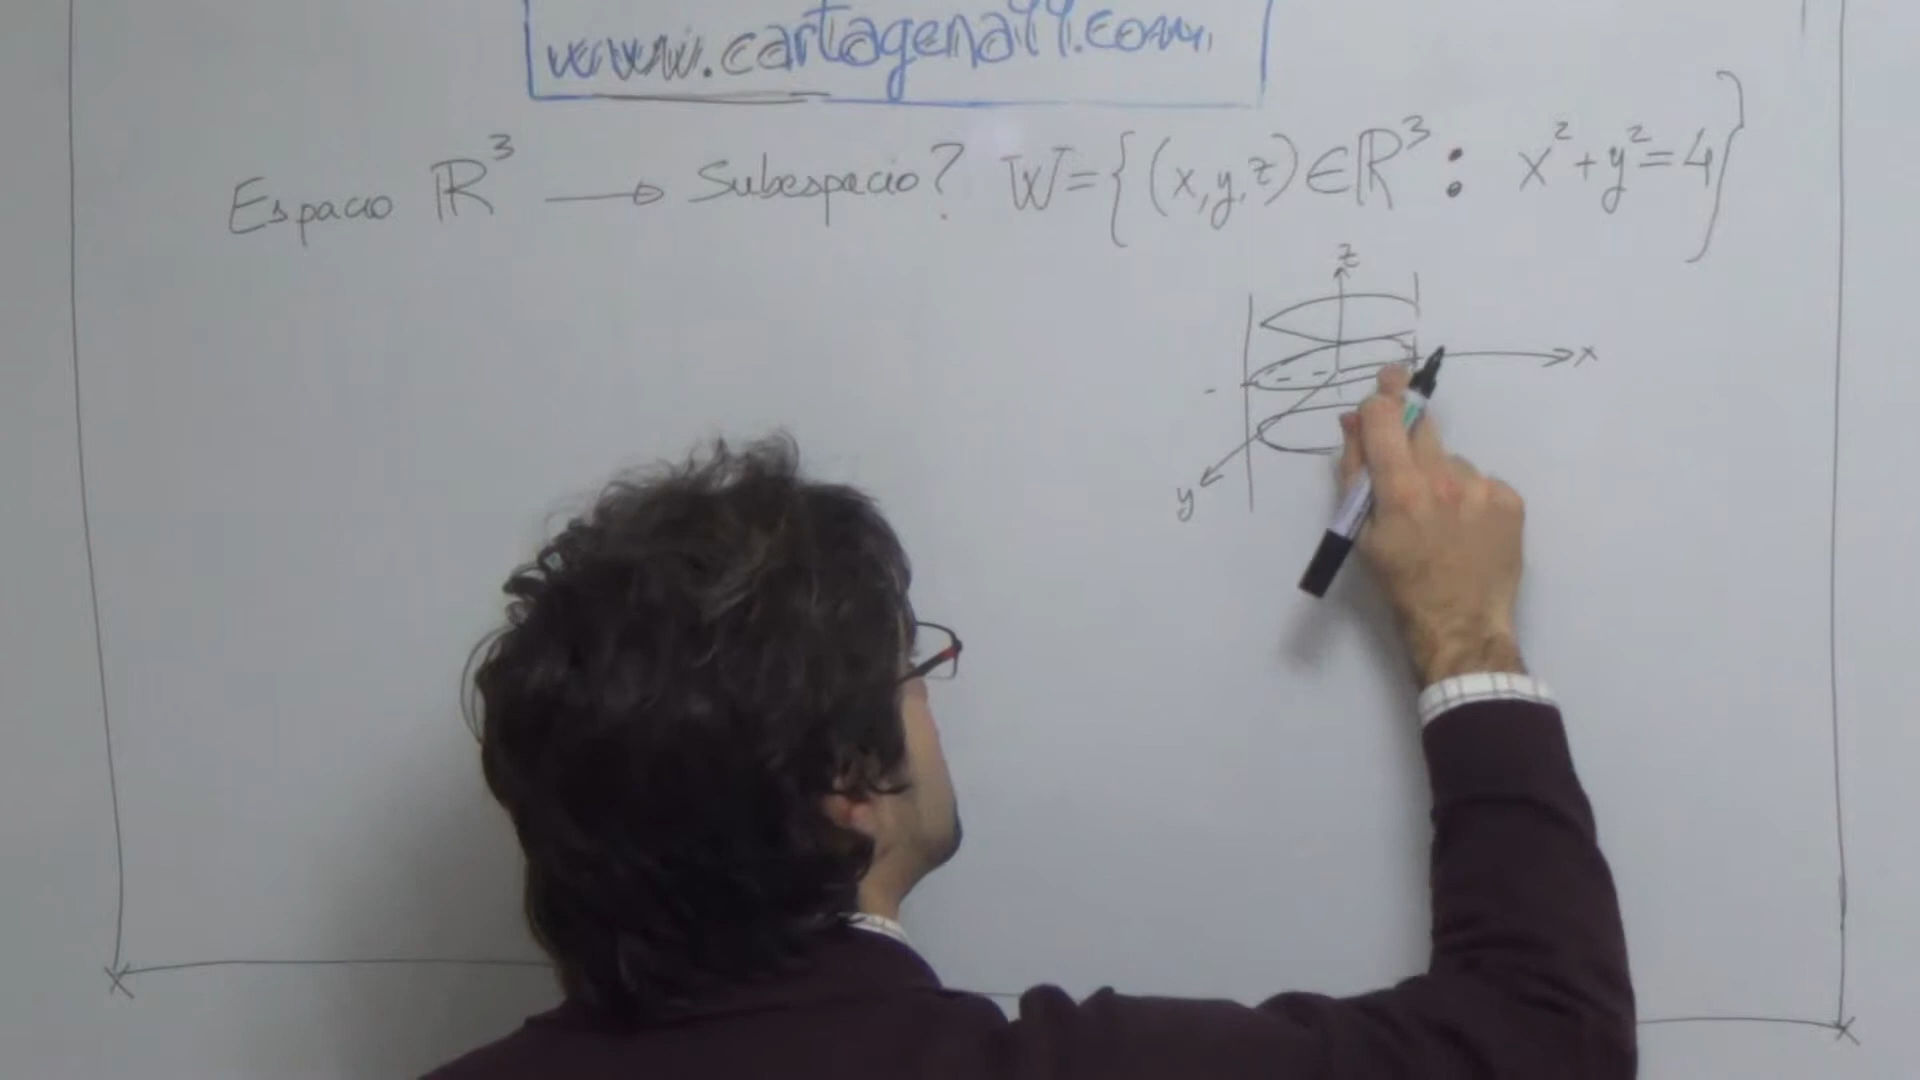 www.cartagena99.com
Espacio ℝ³ → Subespacio? W={(x,y,z)∈ℝ³: x²+y²=4}
z
x
y